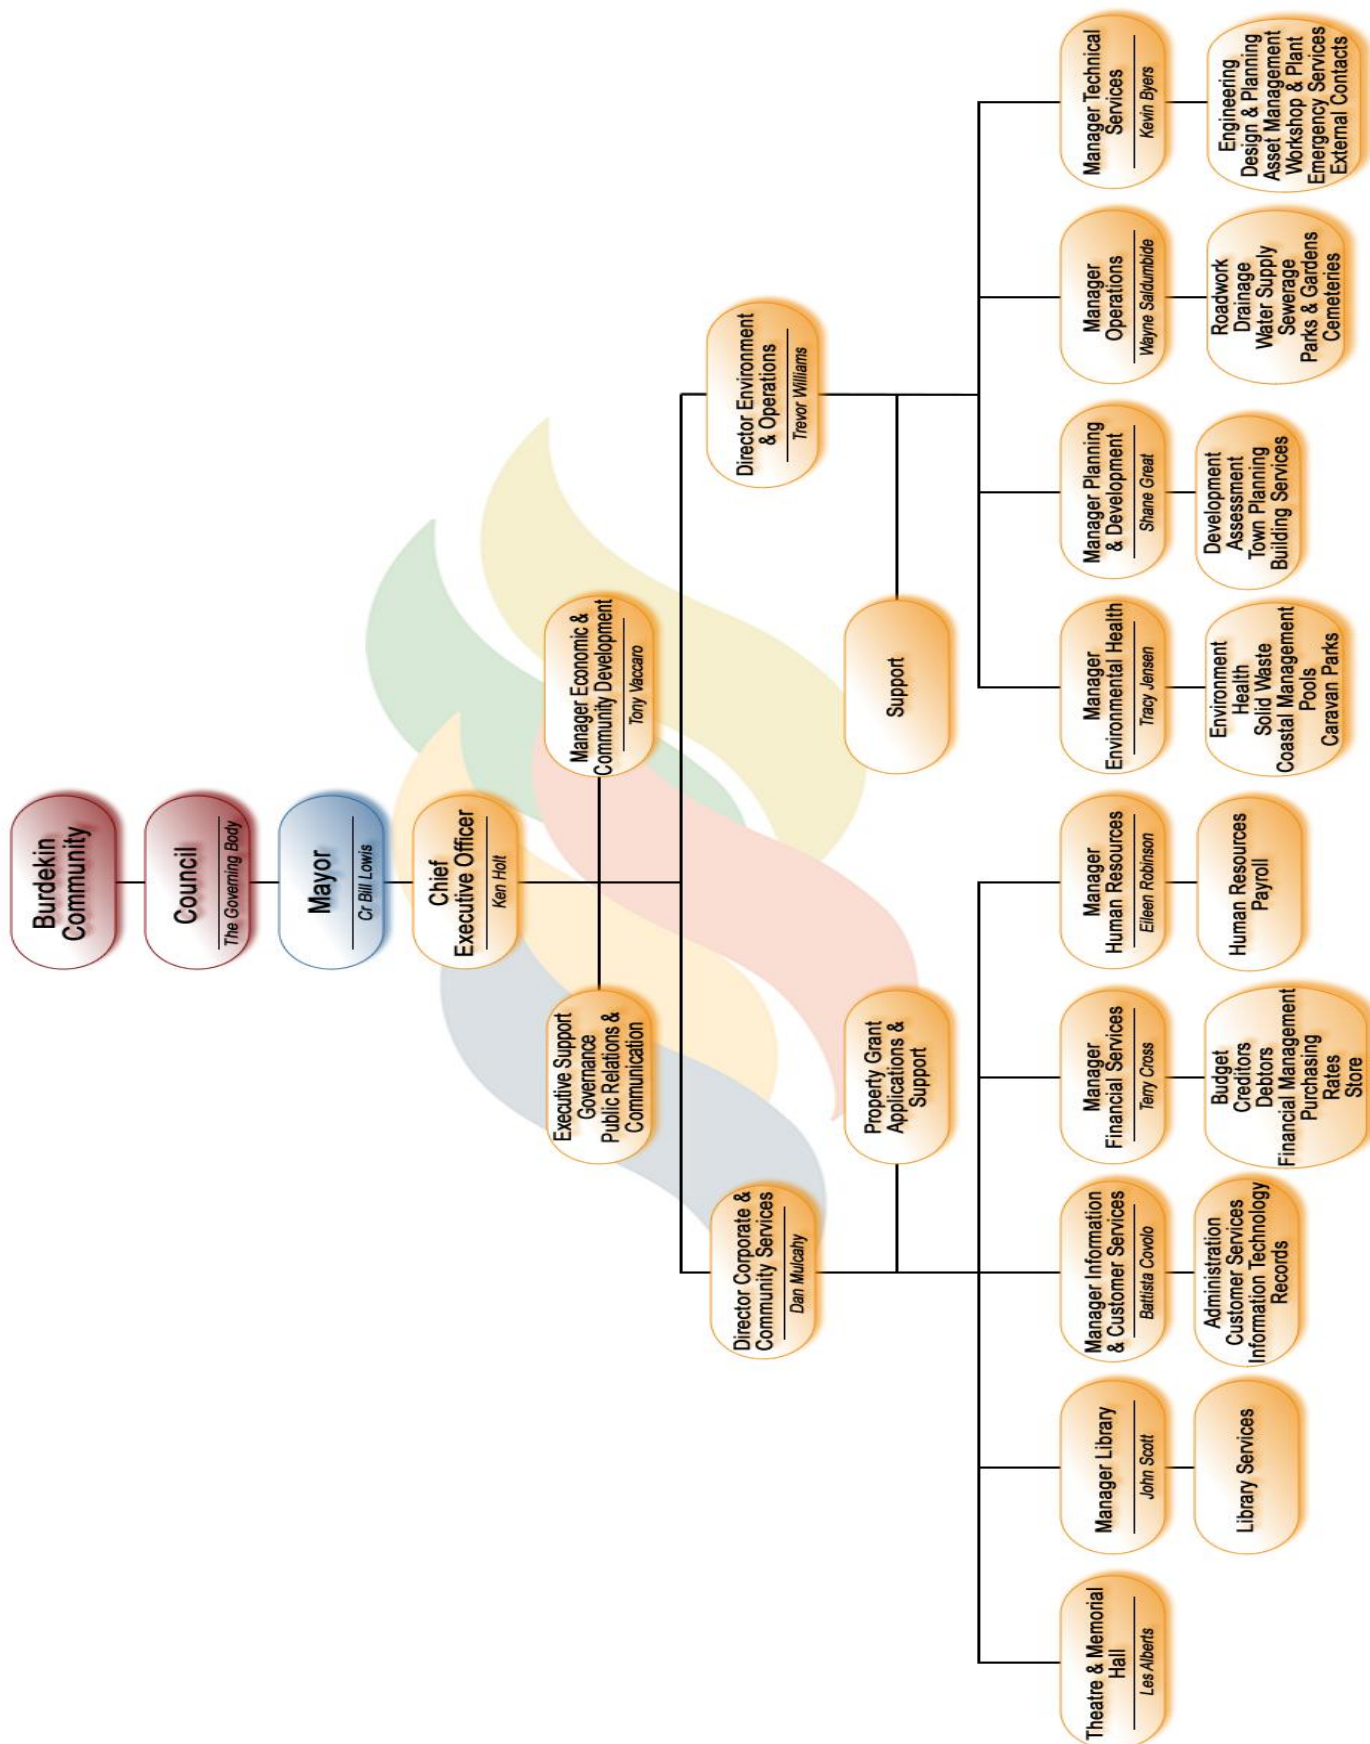 Burdekin
Community
Council
The Governing Body
Mayor
Cr Bill Lowis
Chief
Executive Officer
Ken Holt
Executive Support
Governance
Public Relations &
Communication
Manager Economic &
Community Development
Tony Vaccaro
Director Corporate &
Community Services
Dan Mulcahy
Director Environment
& Operations
Trevor Williams
Property Grant
Applications &
Support
Support
Theatre & Memorial
Hall
Les Alberts
Manager Library
John Scott
Manager Information
& Customer Services
Battista Covolo
Manager
Financial Services
Terry Cross
Manager
Human Resources
Eileen Robinson
Manager
Environmental Health
Tracy Jensen
Manager Planning
& Development
Shane Great
Manager
Operations
Wayne Saldumbide
Manager Technical
Services
Kevin Byers
Library Services
Administration
Customer Services
Information Technology
Records
Budget
Creditors
Debtors
Financial Management
Purchasing
Rates
Store
Human Resources
Payroll
Environment
Health
Solid Waste
Coastal Management
Pools
Caravan Parks
Development
Assessment
Town Planning
Building Services
Roadwork
Drainage
Water Supply
Sewerage
Parks & Gardens
Cemeteries
Engineering
Design & Planning
Asset Management
Workshop & Plant
Emergency Services
External Contacts